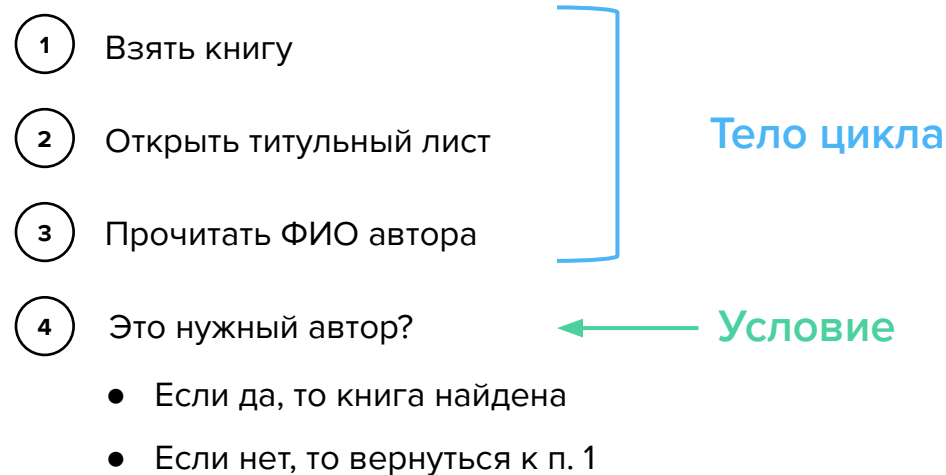 1 Взять книгу
2 Открыть титульный лист
Тело цикла
3 Прочитать ФИО автора
4 Это нужный автор?
Условие
● Если да, то книга найдена
● Если нет, то вернуться к п. 1